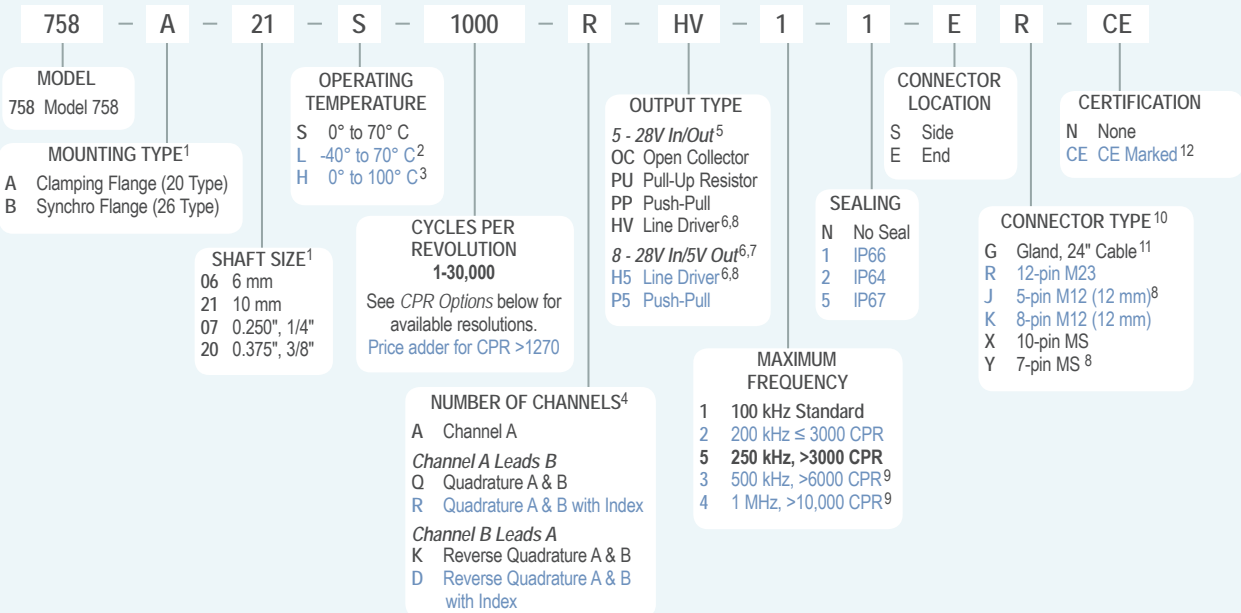 758 – A – 21 – S – 1000 – R – HV – 1 – 1 – E R – CE
MODEL
758 Model 758
MOUNTING TYPE1
A Clamping Flange (20 Type)
B Synchro Flange (26 Type)
SHAFT SIZE1
06 6 mm
21 10 mm
07 0.250", 1/4"
20 0.375", 3/8"
OPERATING
TEMPERATURE
S 0° to 70° C
L -40° to 70° C2
H 0° to 100° C3
CYCLES PER
REVOLUTION
1-30,000
See CPR Options below for
available resolutions.
Price adder for CPR >1270
NUMBER OF CHANNELS4
A Channel A
Channel A Leads B
Q Quadrature A & B
R Quadrature A & B with Index
Channel B Leads A
K Reverse Quadrature A & B
D Reverse Quadrature A & B
with Index
OUTPUT TYPE
5 - 28V In/Out5
OC Open Collector
PU Pull-Up Resistor
PP Push-Pull
HV Line Driver6,8
8 - 28V In/5V Out6,7
H5 Line Driver6,8
P5 Push-Pull
MAXIMUM
FREQUENCY
1 100 kHz Standard
2 200 kHz ≤ 3000 CPR
5 250 kHz, >3000 CPR
3 500 kHz, >6000 CPR9
4 1 MHz, >10,000 CPR9
SEALING
N No Seal
1 IP66
2 IP64
5 IP67
CONNECTOR
LOCATION
S Side
E End
CONNECTOR TYPE10
G Gland, 24" Cable11
R 12-pin M23
J 5-pin M12 (12 mm)8
K 8-pin M12 (12 mm)
X 10-pin MS
Y 7-pin MS8
CERTIFICATION
N None
CE CE Marked12